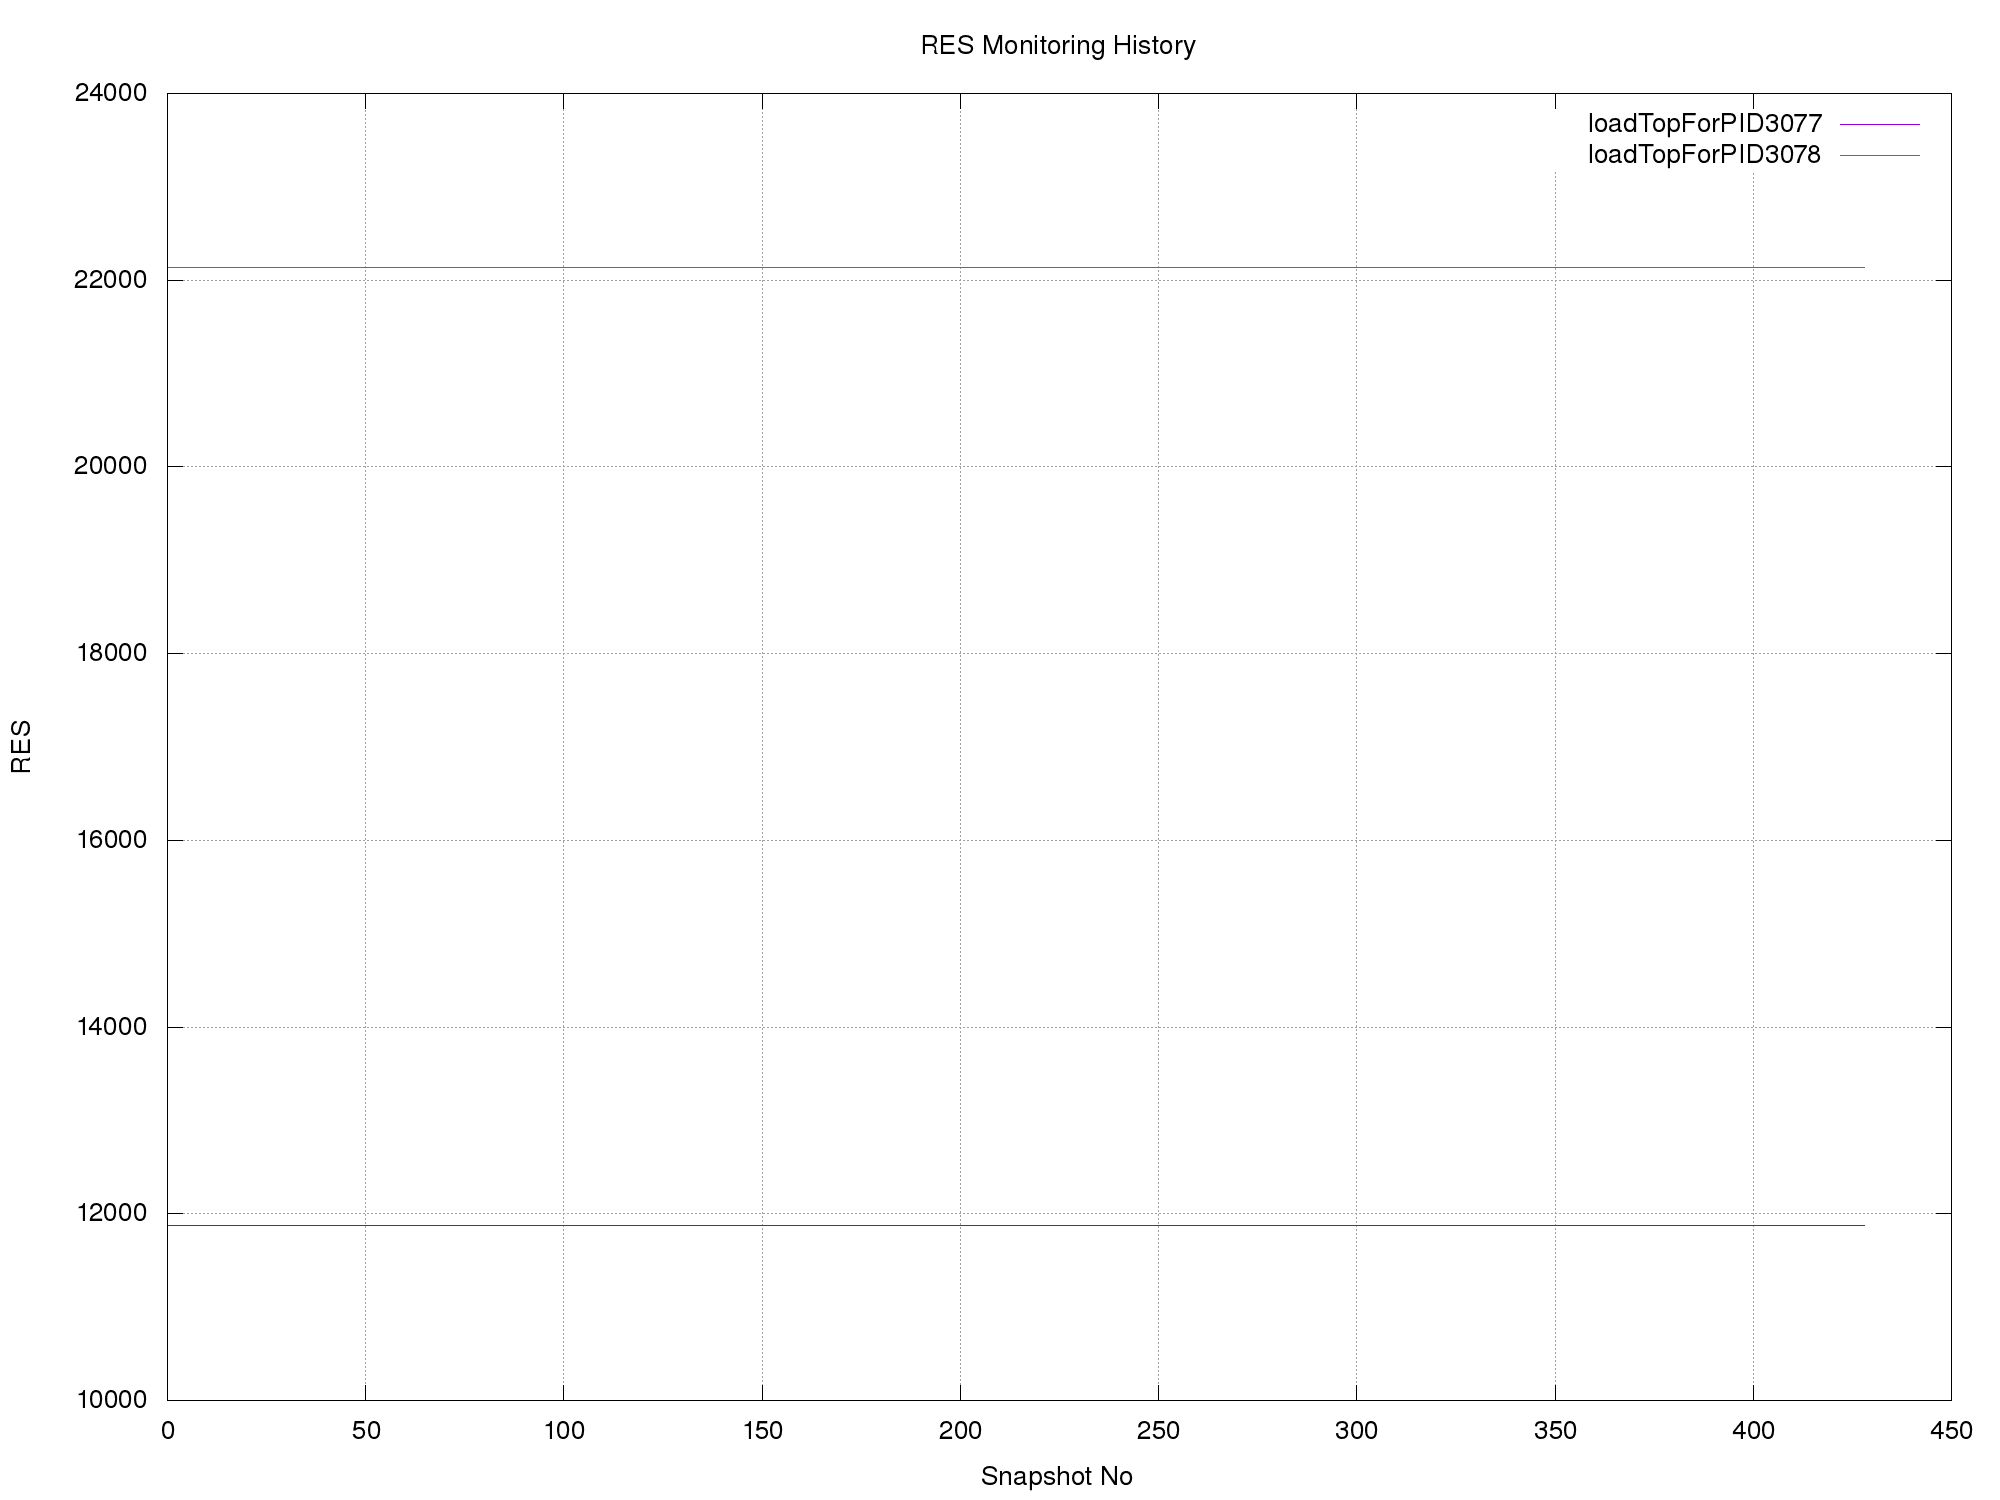 RES Monitoring History
24000
22000
20000
18000
16000
14000
12000
10000
RES
loadTopForPID3077
loadTopForPID3078
0 50 100 150 200 250 300 350 400 450
Snapshot No